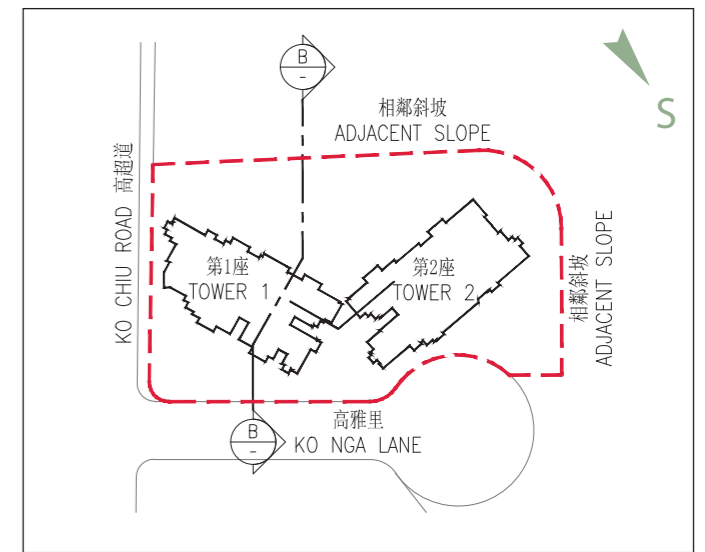 B
-
S
相鄰斜坡
ADJACENT SLOPE
KO CHIU ROAD 高超道
第1座
TOWER 1
第2座
TOWER 2
相鄰斜坡
ADJACENT SLOPE
高雅里
KO NGA LANE
B
-